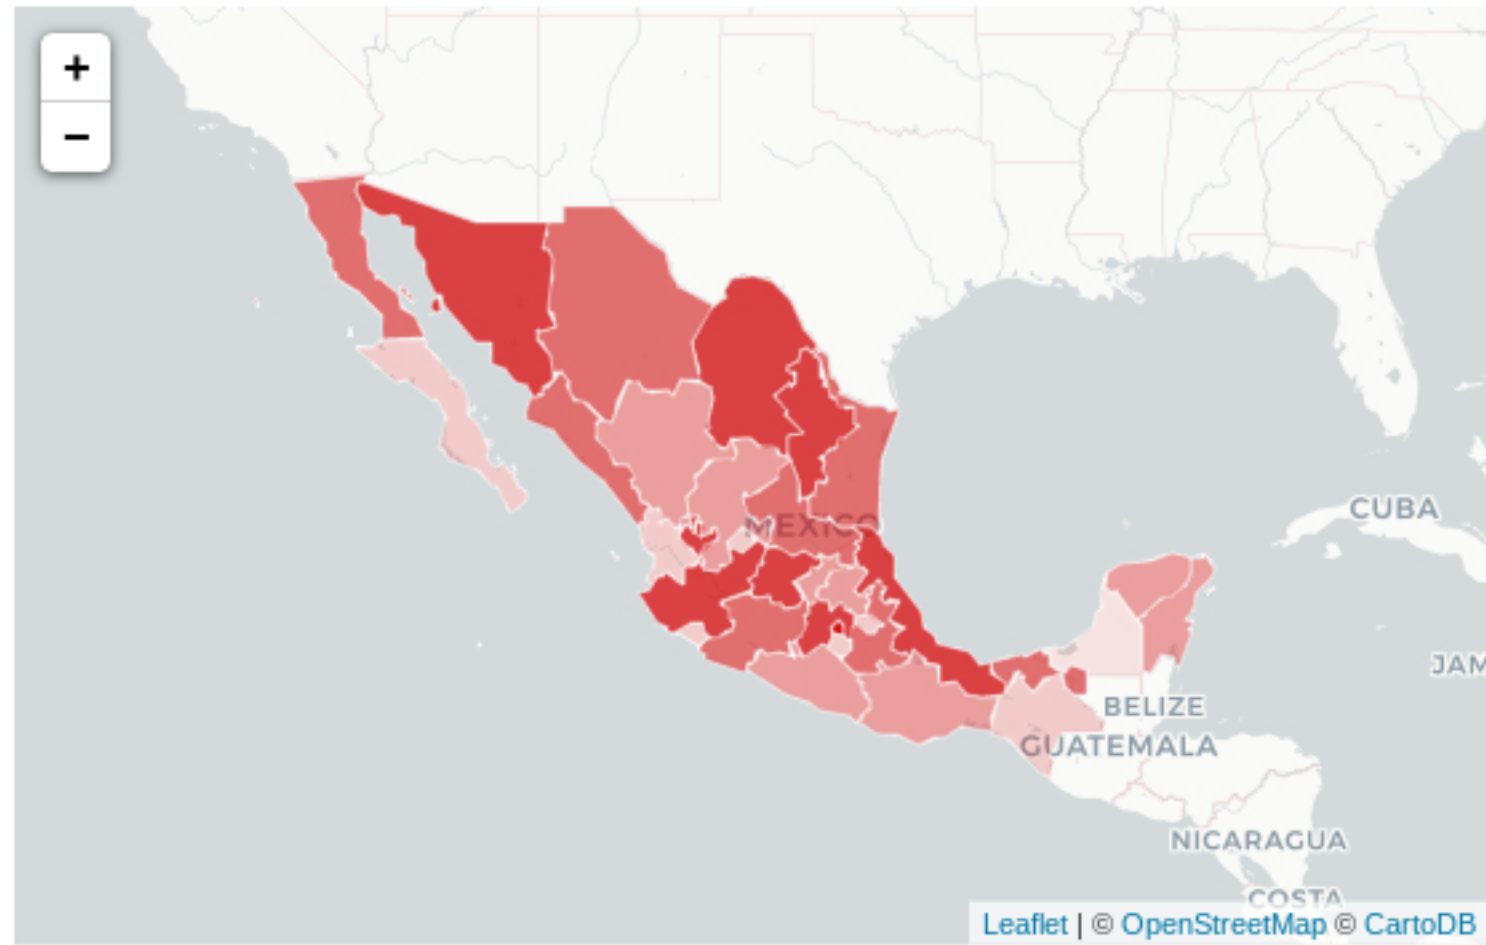 +
−
MEXICO
CUBA
JAM
BELIZE
GUATEMALA
NICARAGUA
COSTA
Leaflet | © OpenStreetMap © CartoDB